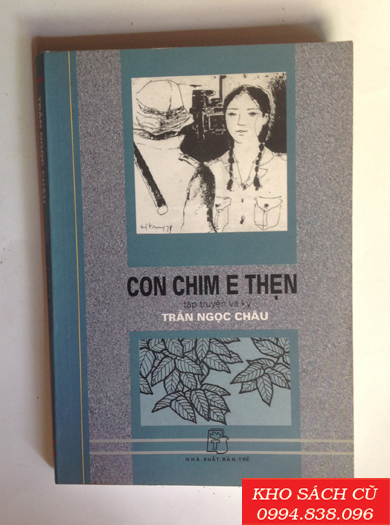 CON CHIM E THẸN
tập truyện và ký
TRẦN NGỌC CHÂU
NHÀ XUẤT BẢN TRẺ
KHO SÁCH CŨ
0994.838.096